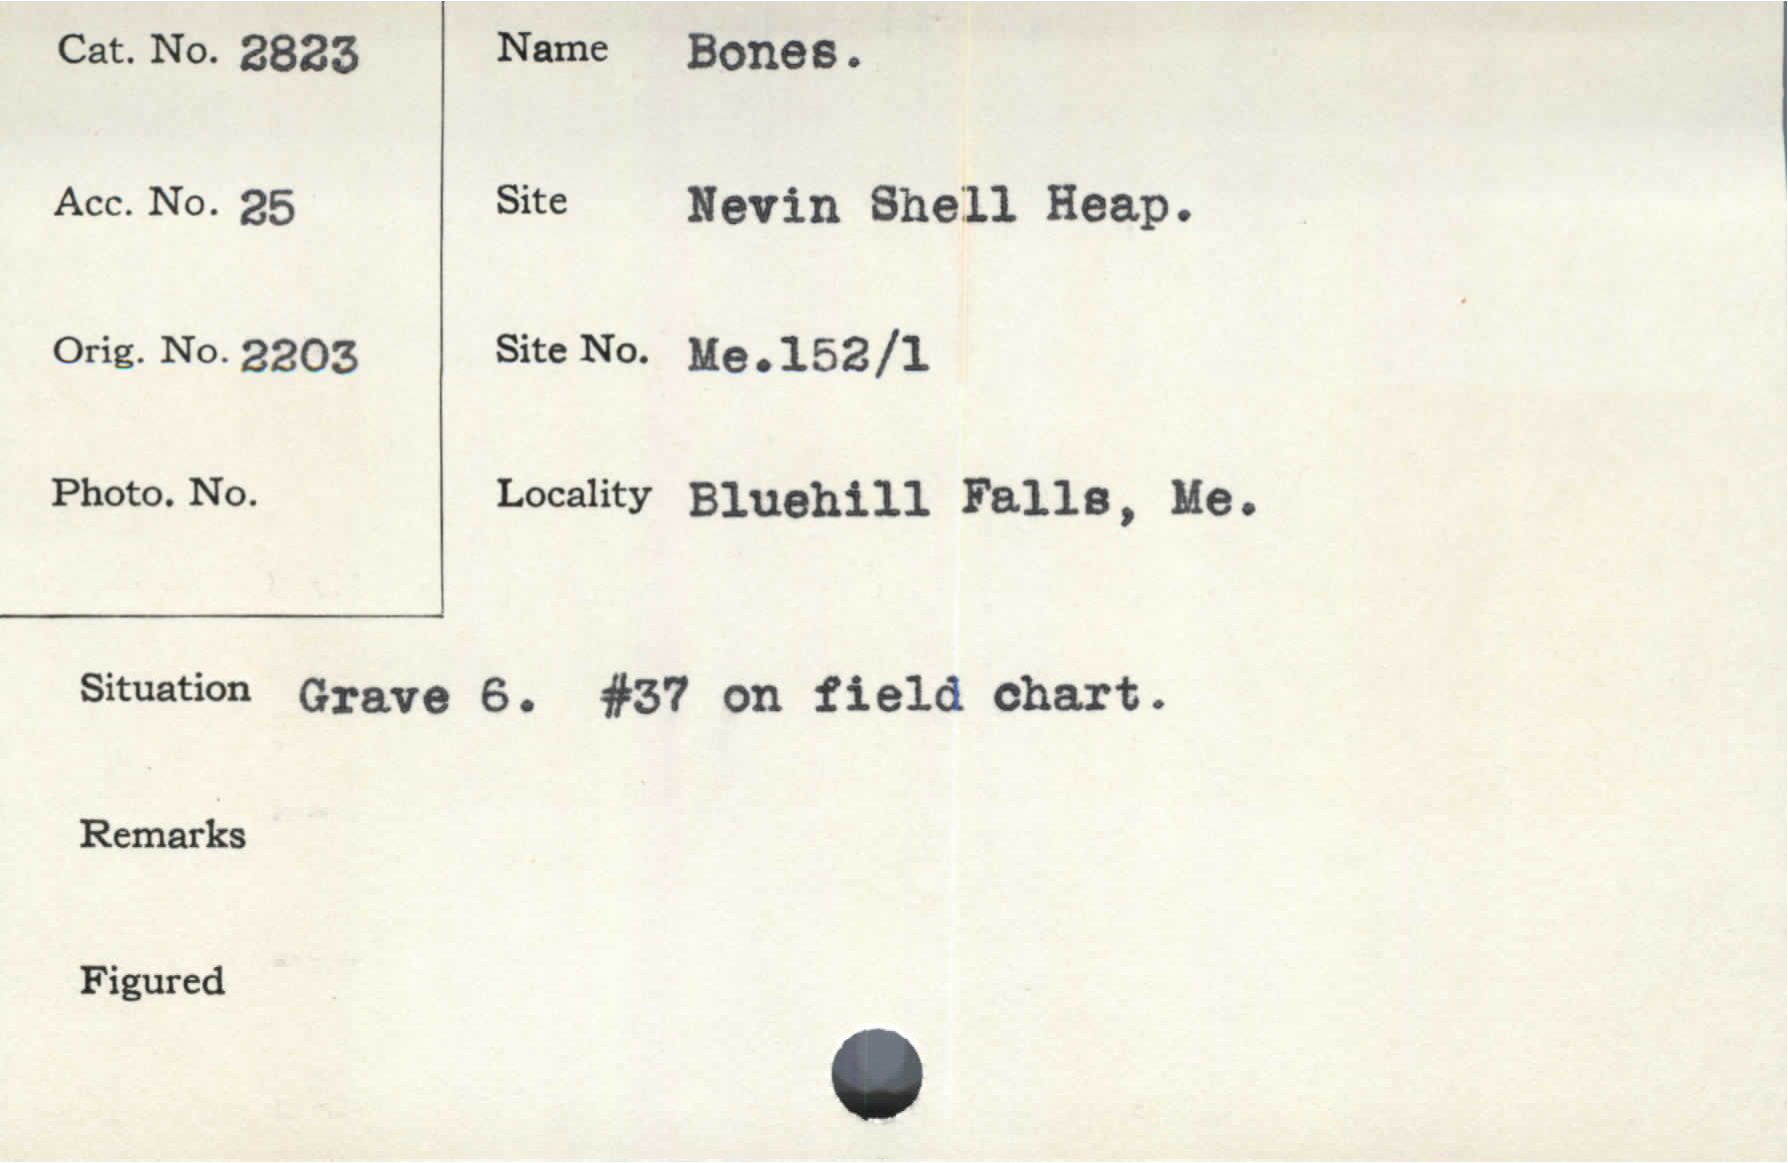 Cat. No. 2823
Name Bones.
Acc. No. 25
Site Nevin Shell Heap.
Orig. No. 2203
Site No. Me.152/1
Photo. No.
Locality Bluehill Falls, Me.
Situation Grave 6. #37 on field chart.
Remarks
Figured